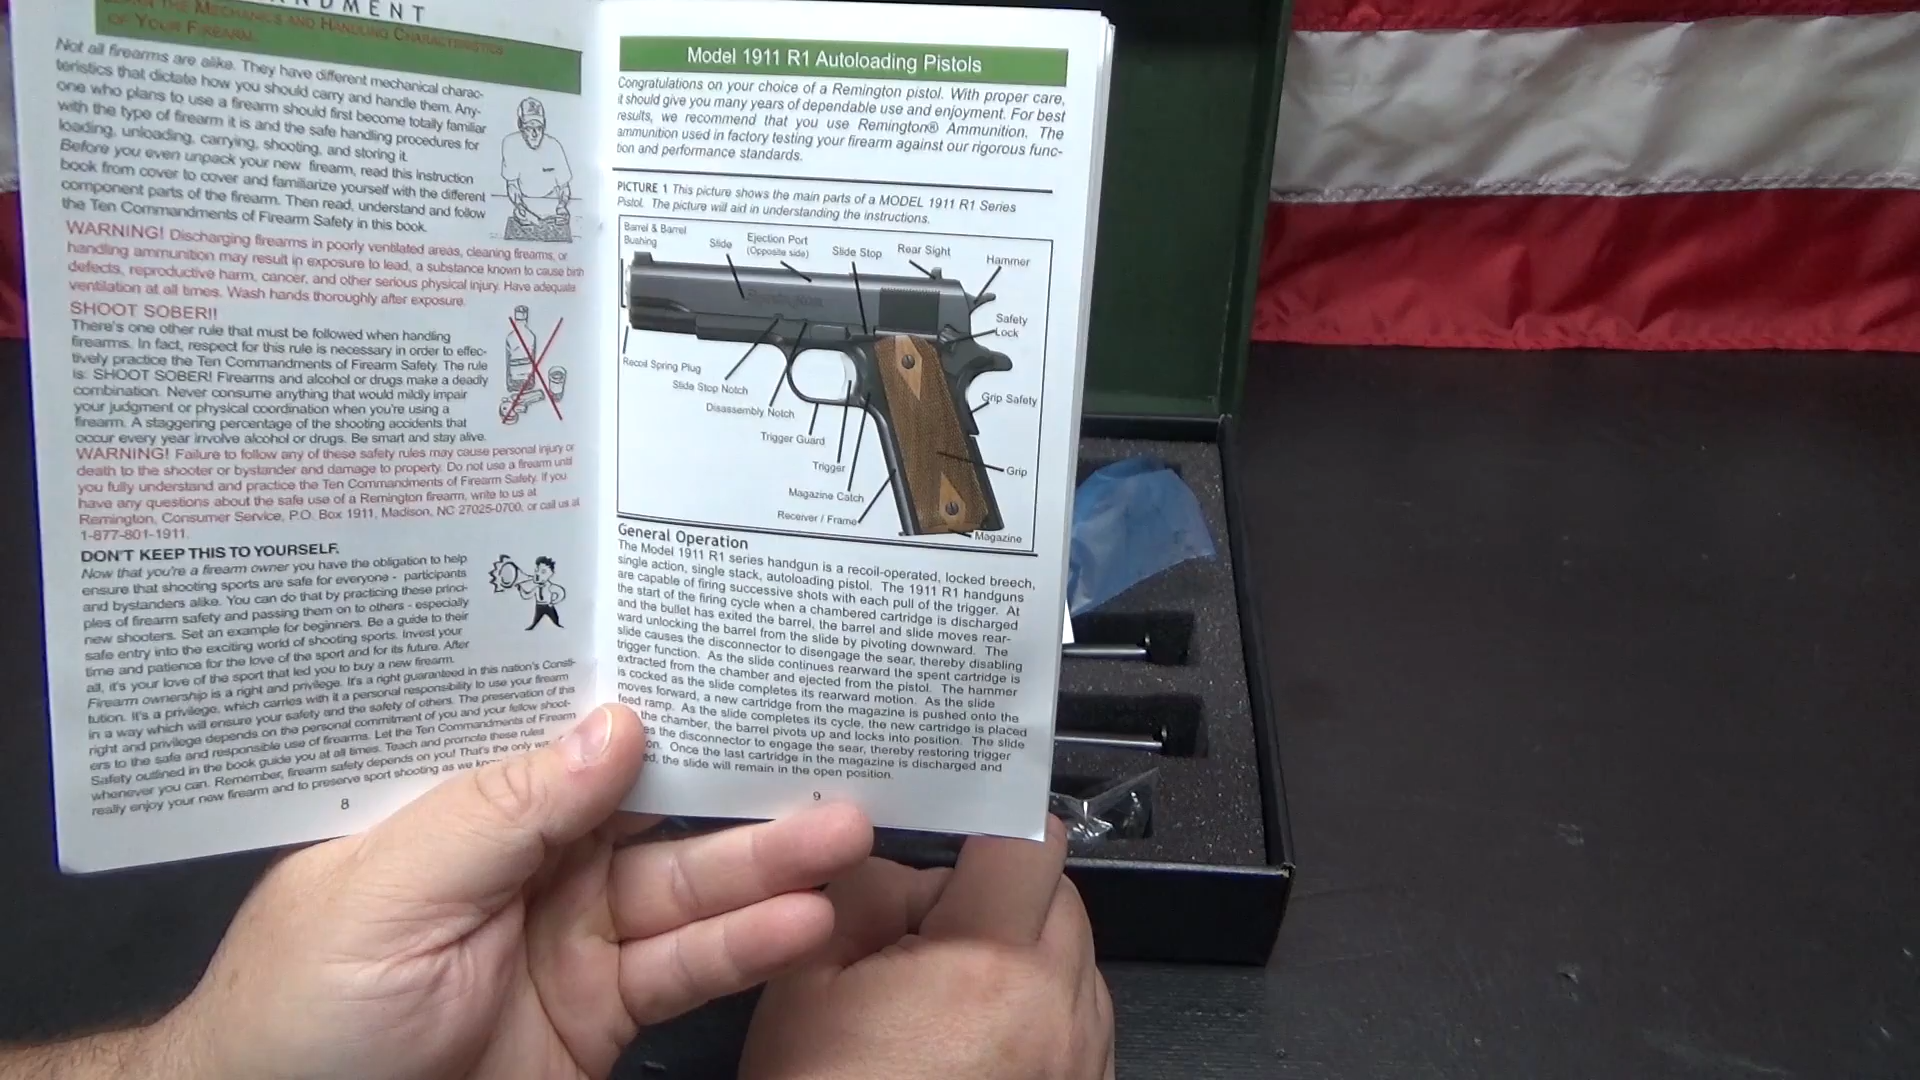 NDMENT
THE MECHANICS AND HANDLING CHARACTERISTICS
OF YOUR FIREARM.
Not all firearms are alike. They have different mechanical charac-
teristics that dictate how you should carry and handle them. Any-
one who plans to use a firearm should first become totally familiar
with the type of firearm it is and the safe handling procedures for
loading, unloading, carrying, shooting, and storing it.
Before you even unpack your new firearm, read this instruction
book from cover to cover and familiarize yourself with the different
component parts of the firearm. Then read, understand and follow
the Ten Commandments of Firearm Safety in this book.
WARNING! Discharging firearms in poorly ventilated areas, cleaning firearms, or
handling ammunition may result in exposure to lead, a substance known to cause birth
defects, reproductive harm, cancer, and other serious physical injury. Have adequate
ventilation at all times. Wash hands thoroughly after exposure.
SHOOT SOBER!!
There's one other rule that must be followed when handling
firearms. In fact, respect for this rule is necessary in order to effec-
tively practice the Ten Commandments of Firearm Safety. The rule
is: SHOOT SOBER! Firearms and alcohol or drugs make a deadly
combination. Never consume anything that would mildly impair
your judgment or physical coordination when you're using a
firearm. A staggering percentage of the shooting accidents that
occur every year involve alcohol or drugs. Be smart and stay alive.
WARNING! Failure to follow any of these safety rules may cause personal injury or
death to the shooter or bystander and damage to property. Do not use a firearm until
you fully understand and practice the Ten Commandments of Firearm Safety. If you
have any questions about the safe use of a Remington firearm, write to us at
Remington, Consumer Service, P.O. Box 1911, Madison, NC 27025-0700, or call us at
1-877-801-1911.
DON'T KEEP THIS TO YOURSELF.
Now that you're a firearm owner you have the obligation to help
ensure that shooting sports are safe for everyone - participants
and bystanders alike. You can do that by practicing these princi-
ples of firearm safety and passing them on to others - especially
new shooters. Set an example for beginners. Be a guide to their
safe entry into the exciting world of shooting sports. Invest your
time and patience for the love of the sport and for its future. After
all, it's your love of the sport that led you to buy a new firearm.
Firearm ownership is a right and privilege. It's a right guaranteed in this nation's Consti-
tution. It's a privilege, which carries with it a personal responsibility to use your firearm
in a way which will ensure your safety and the safety of others. The preservation of this
right and privilege depends on the personal commitment of you and your fellow shoot-
ers to the safe and responsible use of firearms. Let the Ten Commandments of Firearm
Safety outlined in the book guide you at all times. Teach and promote these rules
whenever you can. Remember, firearm safety depends on you! That's the only wa
really enjoy your new firearm and to preserve sport shooting as we
8
Model 1911 R1 Autoloading Pistols
Congratulations on your choice of a Remington pistol. With proper care,
it should give you many years of dependable use and enjoyment. For best
results, we recommend that you use Remington® Ammunition. The
ammunition used in factory testing your firearm against our rigorous func-
tion and performance standards.
PICTURE 1 This picture shows the main parts of a MODEL 1911 R1 Series
Pistol. The picture will aid in understanding the instructions.
Barrel & Barrel
Bushing
Slide
Ejection Port
(Opposite side)
Slide Stop
Rear Sight
Hammer
Safety
Lock
Remington
Recoil Spring Plug
Slide Stop Notch
Disassembly Notch
Grip Safety
Trigger Guard
Trigger
Grip
Magazine Catch
Receiver / Frame
Magazine
General Operation
The Model 1911 R1 series handgun is a recoil-operated, locked breech,
single action, single stack, autoloading pistol. The 1911 R1 handguns
are capable of firing successive shots with each pull of the trigger. At
the start of the firing cycle when a chambered cartridge is discharged
and the bullet has exited the barrel, the barrel and slide moves rear-
ward unlocking the barrel from the slide by pivoting downward. The
slide causes the disconnector to disengage the sear, thereby disabling
trigger function. As the slide continues rearward the spent cartridge is
extracted from the chamber and ejected from the pistol. The hammer
is cocked as the slide completes its rearward motion. As the slide
moves forward, a new cartridge from the magazine is pushed onto the
feed ramp. As the slide completes its cycle, the new cartridge is placed
the chamber, the barrel pivots up and locks into position. The slide
es the disconnector to engage the sear, thereby restoring trigger
on. Once the last cartridge in the magazine is discharged and
ed, the slide will remain in the open position.
9